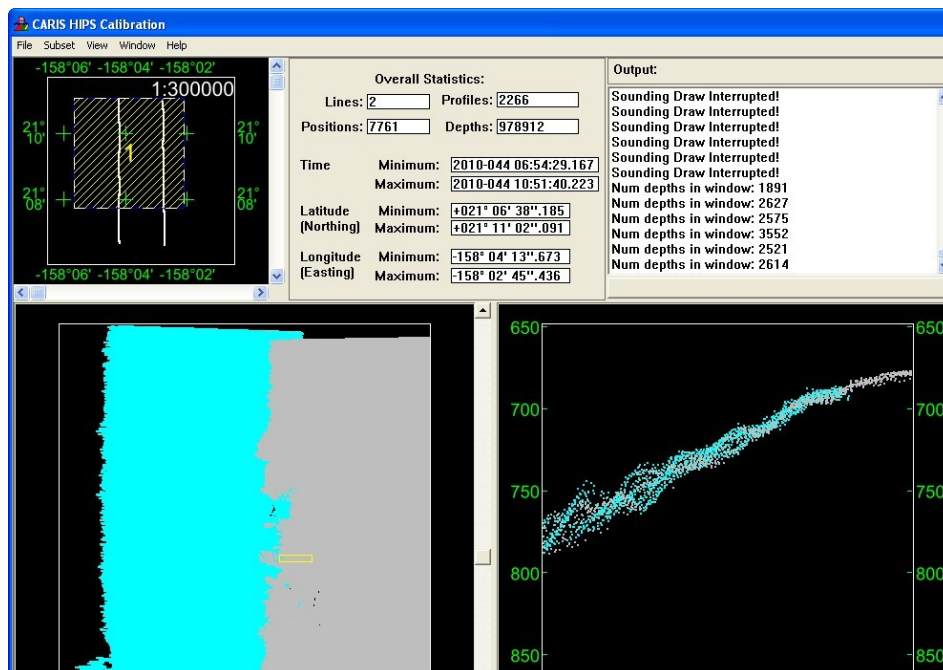 CARIS HIPS Calibration
File Subset View Window Help
-158°06' -158°04' -158°02'
1:300000
21° 10'
21° 10'
1
21° 08'
21° 08'
-158°06' -158°04' -158°02'
Overall Statistics:
Lines: 2 Profiles: 2266
Positions: 7761 Depths: 978912
Time Minimum: 2010-044 06:54:29.167
Maximum: 2010-044 10:51:40.223
Latitude Minimum: +021° 06' 38".185
(Northing) Maximum: +021° 11' 02".091
Longitude Minimum: -158° 04' 13".673
(Easting) Maximum: -158° 02' 45".436
Output:
Sounding Draw Interrupted!
Sounding Draw Interrupted!
Sounding Draw Interrupted!
Sounding Draw Interrupted!
Sounding Draw Interrupted!
Sounding Draw Interrupted!
Num depths in window: 1891
Num depths in window: 2627
Num depths in window: 2575
Num depths in window: 3552
Num depths in window: 2521
Num depths in window: 2614
650 650
700 700
750 750
800 800
850 850